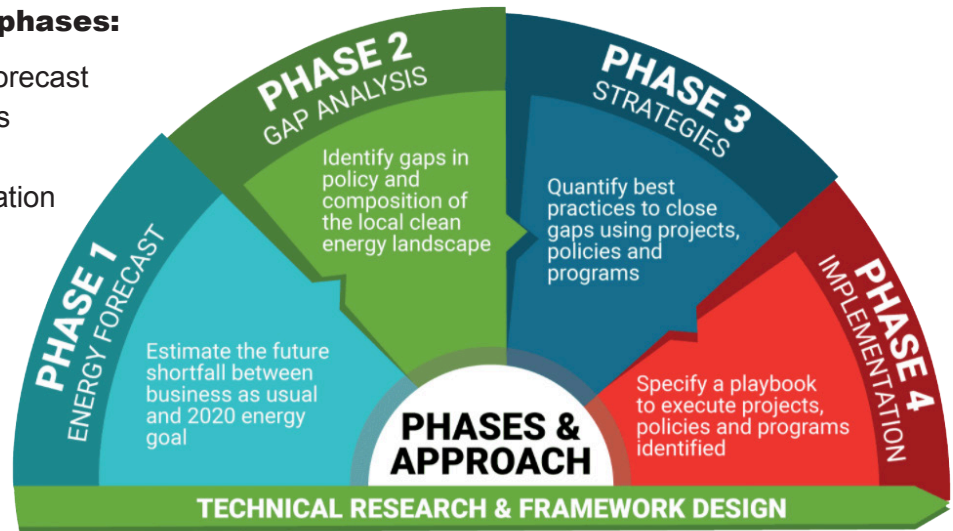 phases:
orecast
s
ation
PHASE 1
ENERGY FORECAST
Estimate the future
shortfall between
business as usual
and 2020 energy
goal
PHASE 2
GAP ANALYSIS
Identify gaps in
policy and
composition of
the local clean
energy landscape
PHASE 3
STRATEGIES
Quantify best
practices to close
gaps using projects,
policies and
programs
PHASE 4
IMPLEMENTATION
Specify a playbook
to execute projects,
policies and programs
identified
PHASES &
APPROACH
TECHNICAL RESEARCH & FRAMEWORK DESIGN